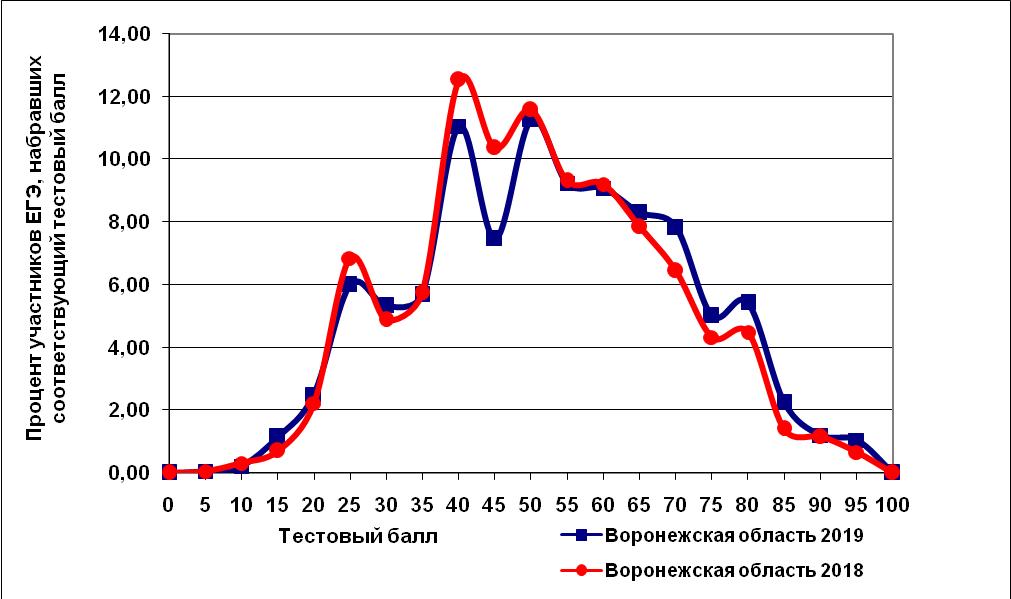 Процент участников ЕГЭ, набравших
соответствующий тестовый балл
14,00
12,00
10,00
8,00
6,00
4,00
2,00
0,00
0 5 10 15 20 25 30 35 40 45 50 55 60 65 70 75 80 85 90 95 100
Тестовый балл
Воронежская область 2019
Воронежская область 2018